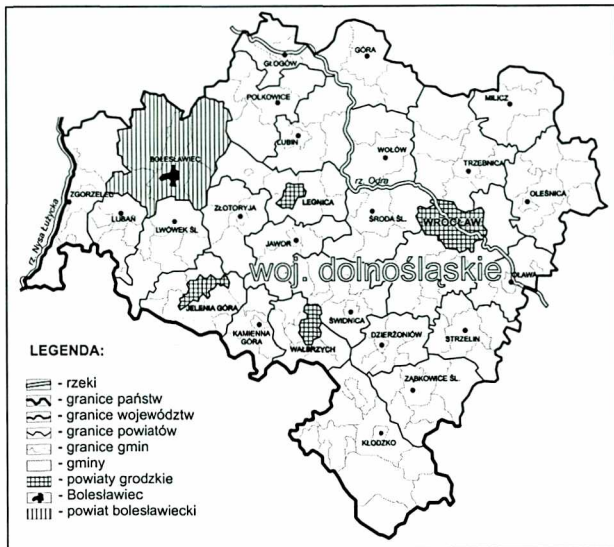 GŁOGÓW
GÓRA
POLKOWICE
MILICZ
LUBIN
WOŁÓW
BOLESŁAWIEC
TRZEBNICA
rz. Odra
ZGORZELEC
LEGNICA
OLEŚNICA
LUBAŃ
ZŁOTORYJA
LWÓWEK ŚL.
ŚRODA ŚL.
WROCŁAW
rz. Nysa Łużycka
JAWOR
woj. dolnośląskie
OŁAWA
JELENIA GÓRA
ŚWIDNICA
KAMIENNA
GÓRA
WAŁBRZYCH
DZIERŻONIÓW
STRZELIN
ZĄBKOWICE ŚL.
KŁODZKO
LEGENDA:
- rzeki
- granice państw
- granice województw
- granice powiatów
- granice gmin
- gminy
- powiaty grodzkie
- Bolesławiec
- powiat bolesławiecki